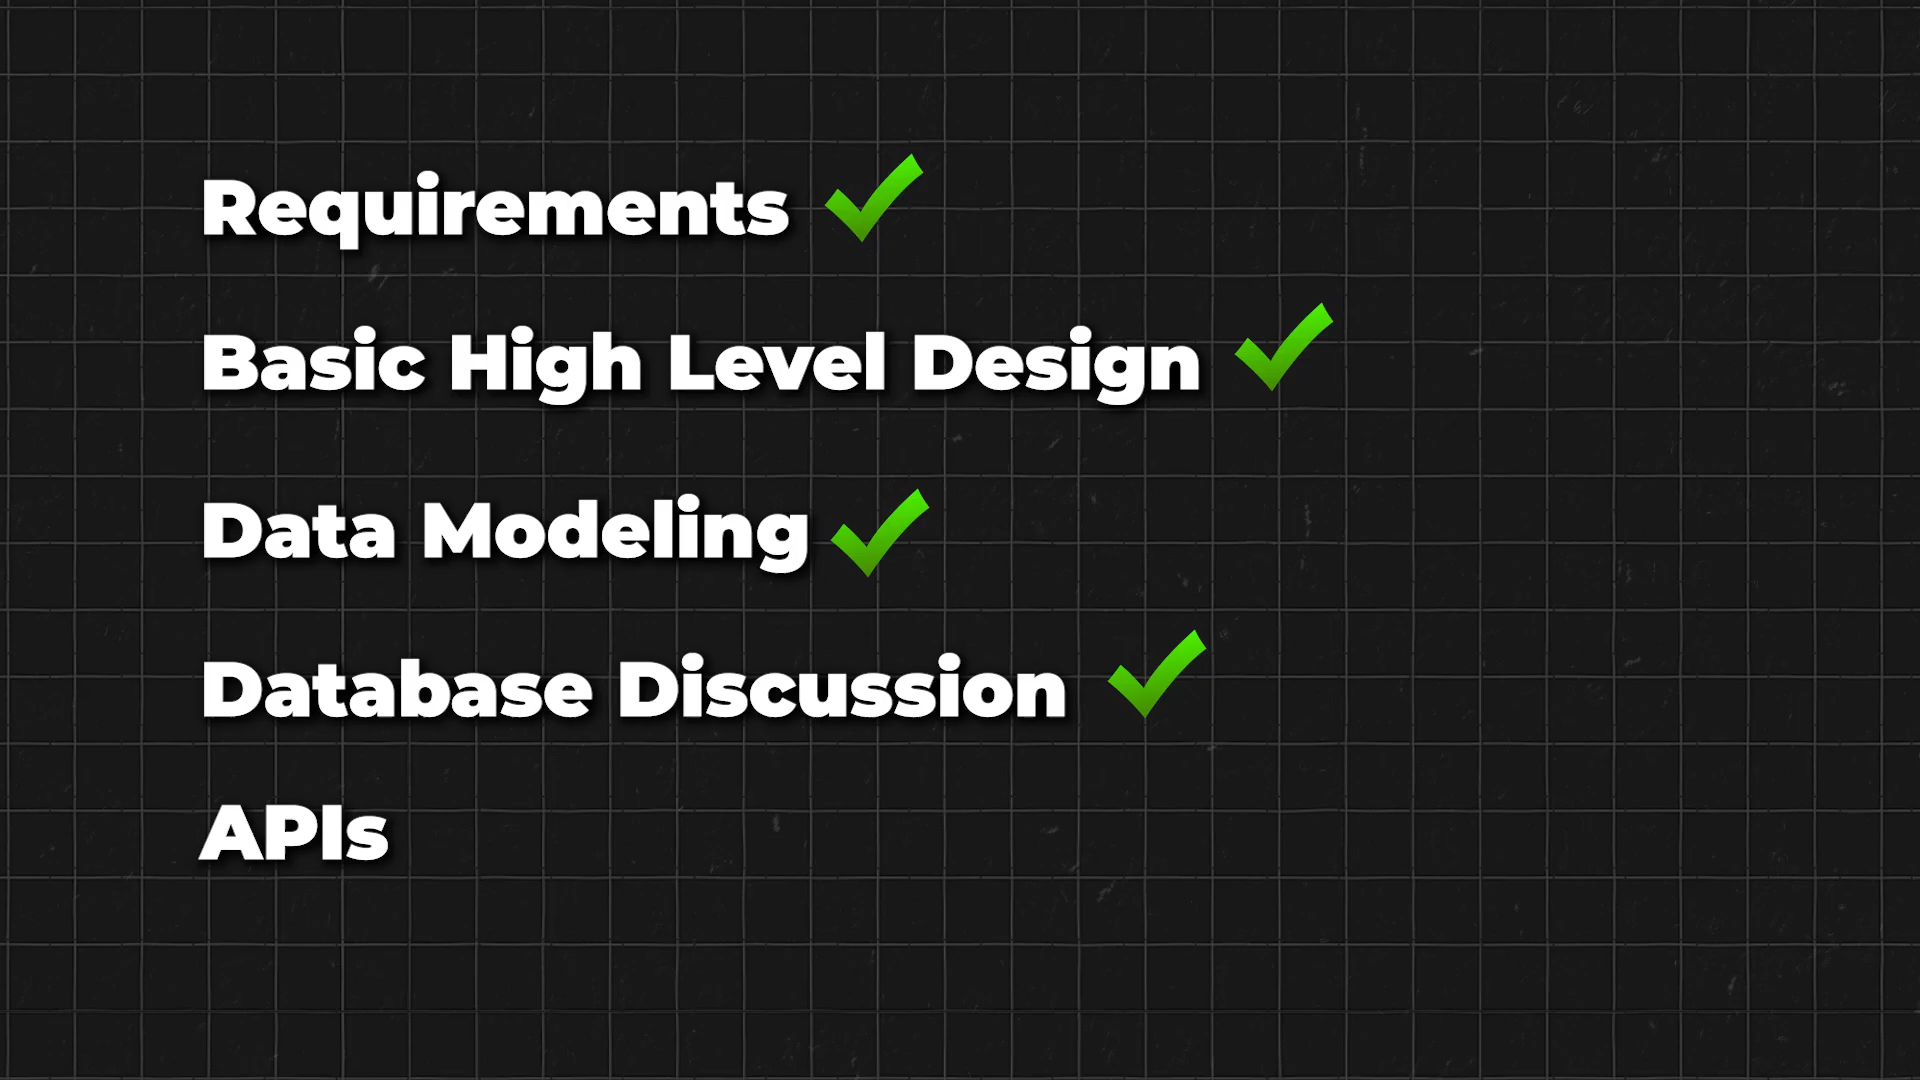 Requirements
Basic High Level Design
Data Modeling
Database Discussion
APIs